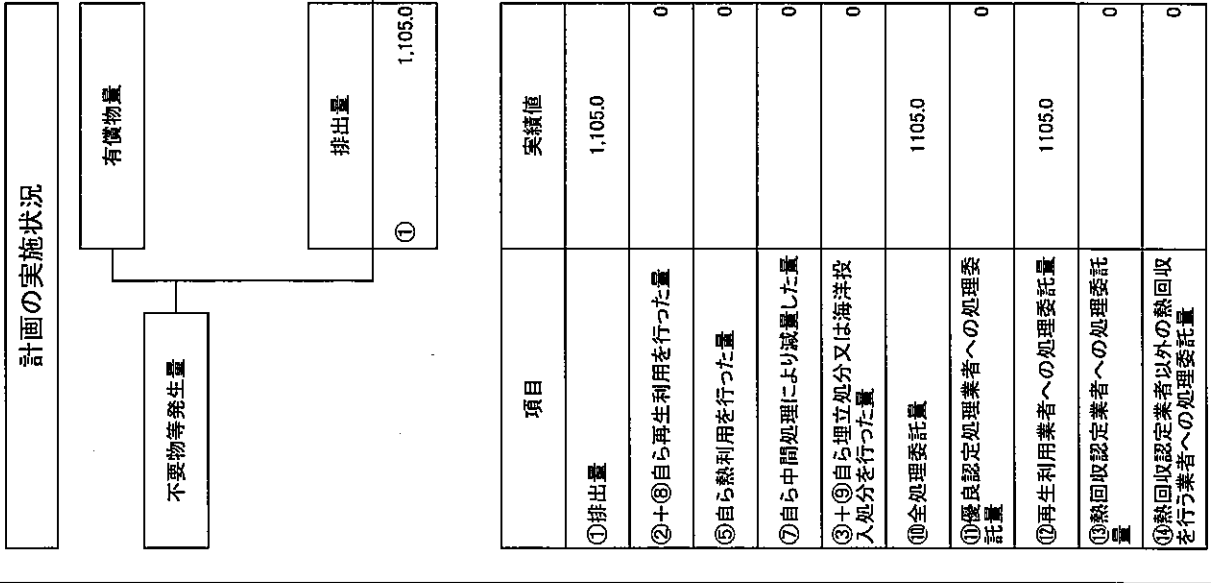 計画の実施状況
不要物等発生量
有償物量
排出量
① 1,105.0
項目 実績値
①排出量 1,105.0
②+⑧自ら再生利用を行った量 0
⑤自ら熱利用を行った量 0
⑦自ら中間処理により減量した量 0
③+⑨自ら埋立処分又は海洋投
入処分を行った量 0
⑩全処理委託量 1105.0
⑪優良認定処理業者への処理委
託量 0
⑫再生利用業者への処理委託量 1105.0
⑬熱回収認定業者への処理委託
量 0
⑭熱回収認定業者以外の熱回収
を行う業者への処理委託量 0